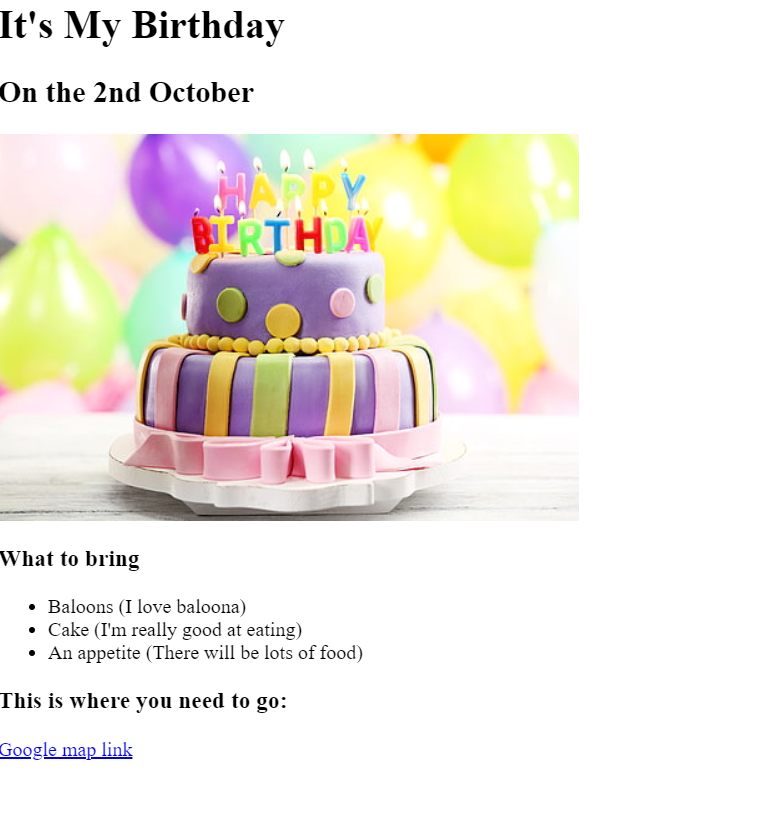 It's My Birthday
On the 2nd October
HAPPY
BIRTHDAY
What to bring
Baloons (I love baloona)
Cake (I'm really good at eating)
An appetite (There will be lots of food)
This is where you need to go:
Google map link